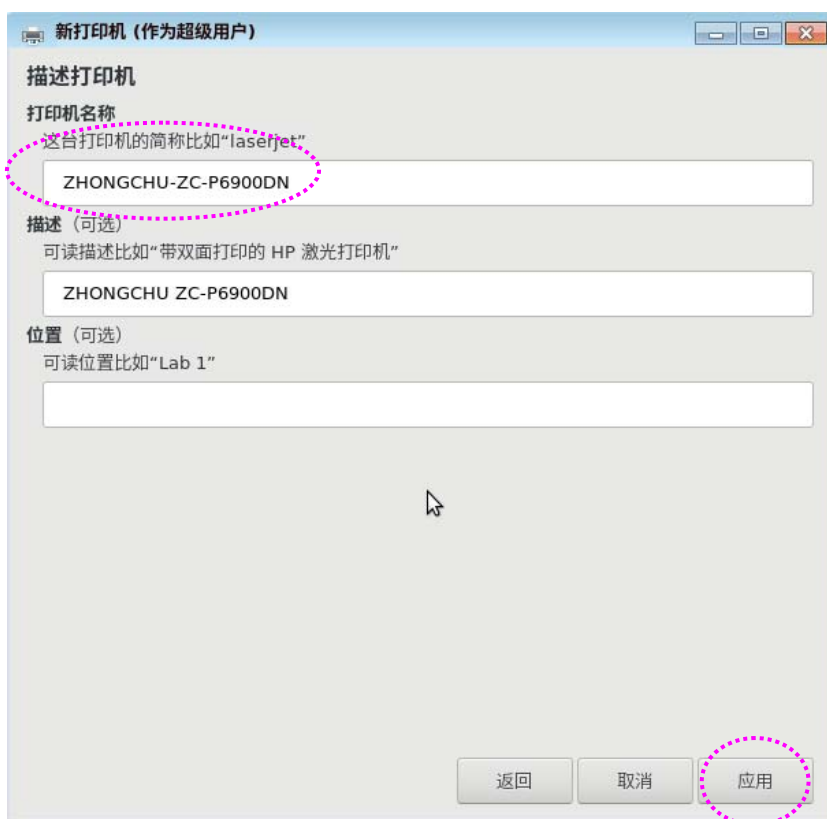 新打印机 (作为超级用户)
描述打印机
打印机名称
这台打印机的简称比如“laserjet”
ZHONGCHU-ZC-P6900DN
描述（可选）
可读描述比如“带双面打印的 HP 激光打印机”
ZHONGCHU ZC-P6900DN
位置（可选）
可读位置比如“Lab 1”
返回 取消 应用